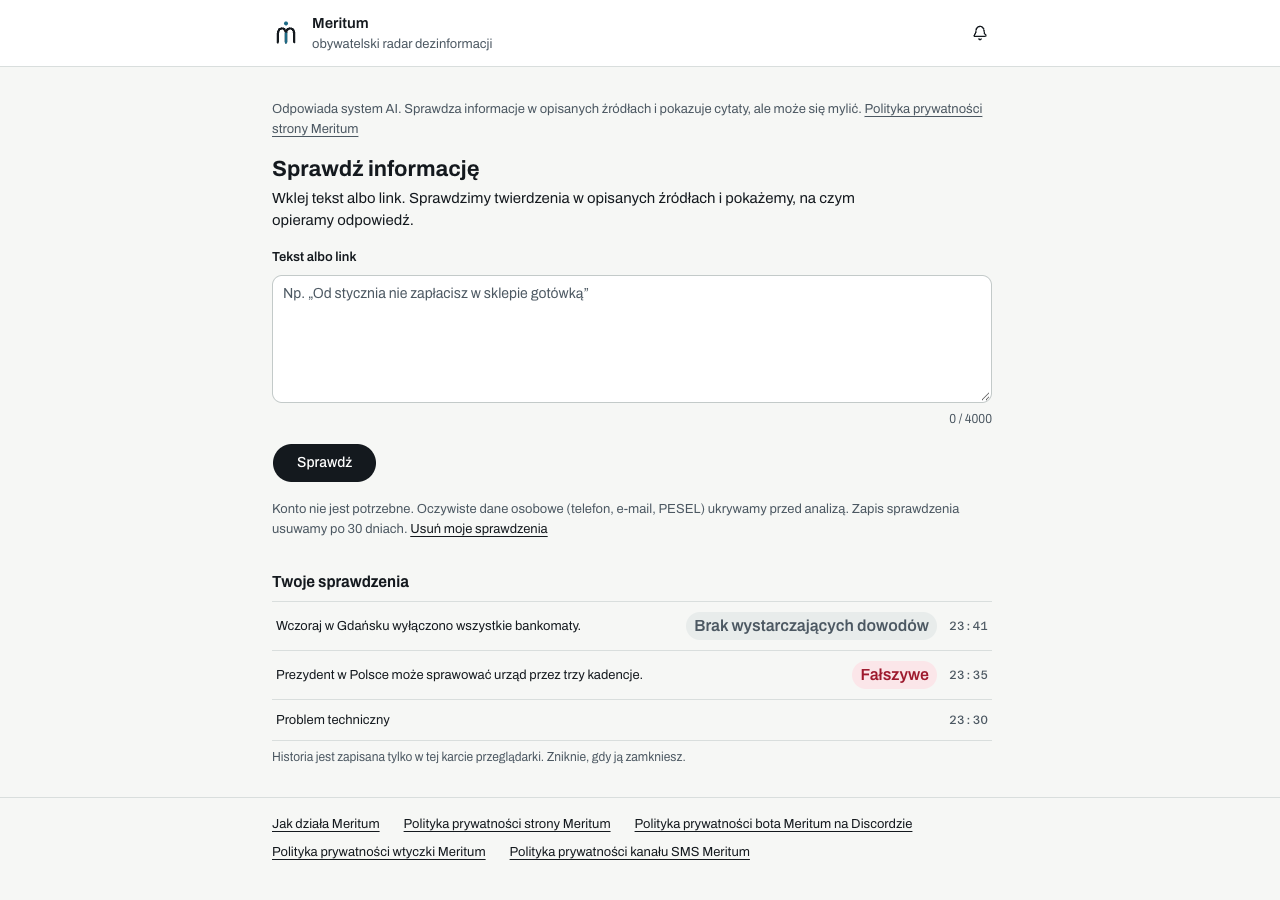 Meritum
obywatelski radar dezinformacji
Odpowiada system AI. Sprawdza informacje w opisanych źródłach i pokazuje cytaty, ale może się mylić. Polityka prywatności
strony Meritum
Sprawdź informację
Wklej tekst albo link. Sprawdzimy twierdzenia w opisanych źródłach i pokażemy, na czym
opieramy odpowiedź.
Tekst albo link
Np. „Od stycznia nie zapłacisz w sklepie gotówką”
0 / 4000
Sprawdź
Konto nie jest potrzebne. Oczywiste dane osobowe (telefon, e-mail, PESEL) ukrywamy przed analizą. Zapis sprawdzenia
usuwamy po 30 dniach. Usuń moje sprawdzenia
Twoje sprawdzenia
Wczoraj w Gdańsku wyłączono wszystkie bankomaty. Brak wystarczających dowodów 23:41
Prezydent w Polsce może sprawować urząd przez trzy kadencje. Fałszywe 23:35
Problem techniczny 23:30
Historia jest zapisana tylko w tej karcie przeglądarki. Zniknie, gdy ją zamkniesz.
Jak działa Meritum Polityka prywatności strony Meritum Polityka prywatności bota Meritum na Discordzie
Polityka prywatności wtyczki Meritum Polityka prywatności kanału SMS Meritum